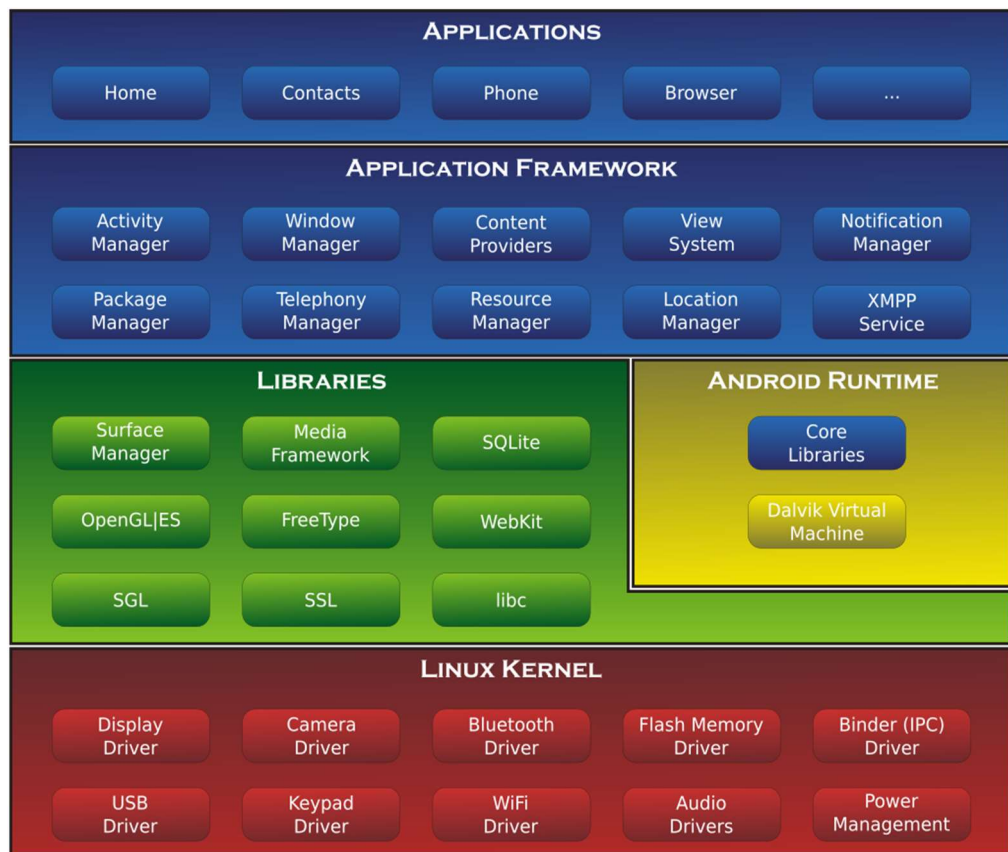 APPLICATIONS
Home
Contacts
Phone
Browser
...
APPLICATION FRAMEWORK
Activity
Manager
Window
Manager
Content
Providers
View
System
Notification
Manager
Package
Manager
Telephony
Manager
Resource
Manager
Location
Manager
XMPP
Service
LIBRARIES
Surface
Manager
Media
Framework
SQLite
OpenGL|ES
FreeType
WebKit
SGL
SSL
libc
ANDROID RUNTIME
Core
Libraries
Dalvik Virtual
Machine
LINUX KERNEL
Display
Driver
Camera
Driver
Bluetooth
Driver
Flash Memory
Driver
Binder (IPC)
Driver
USB
Driver
Keypad
Driver
WiFi
Driver
Audio
Drivers
Power
Management